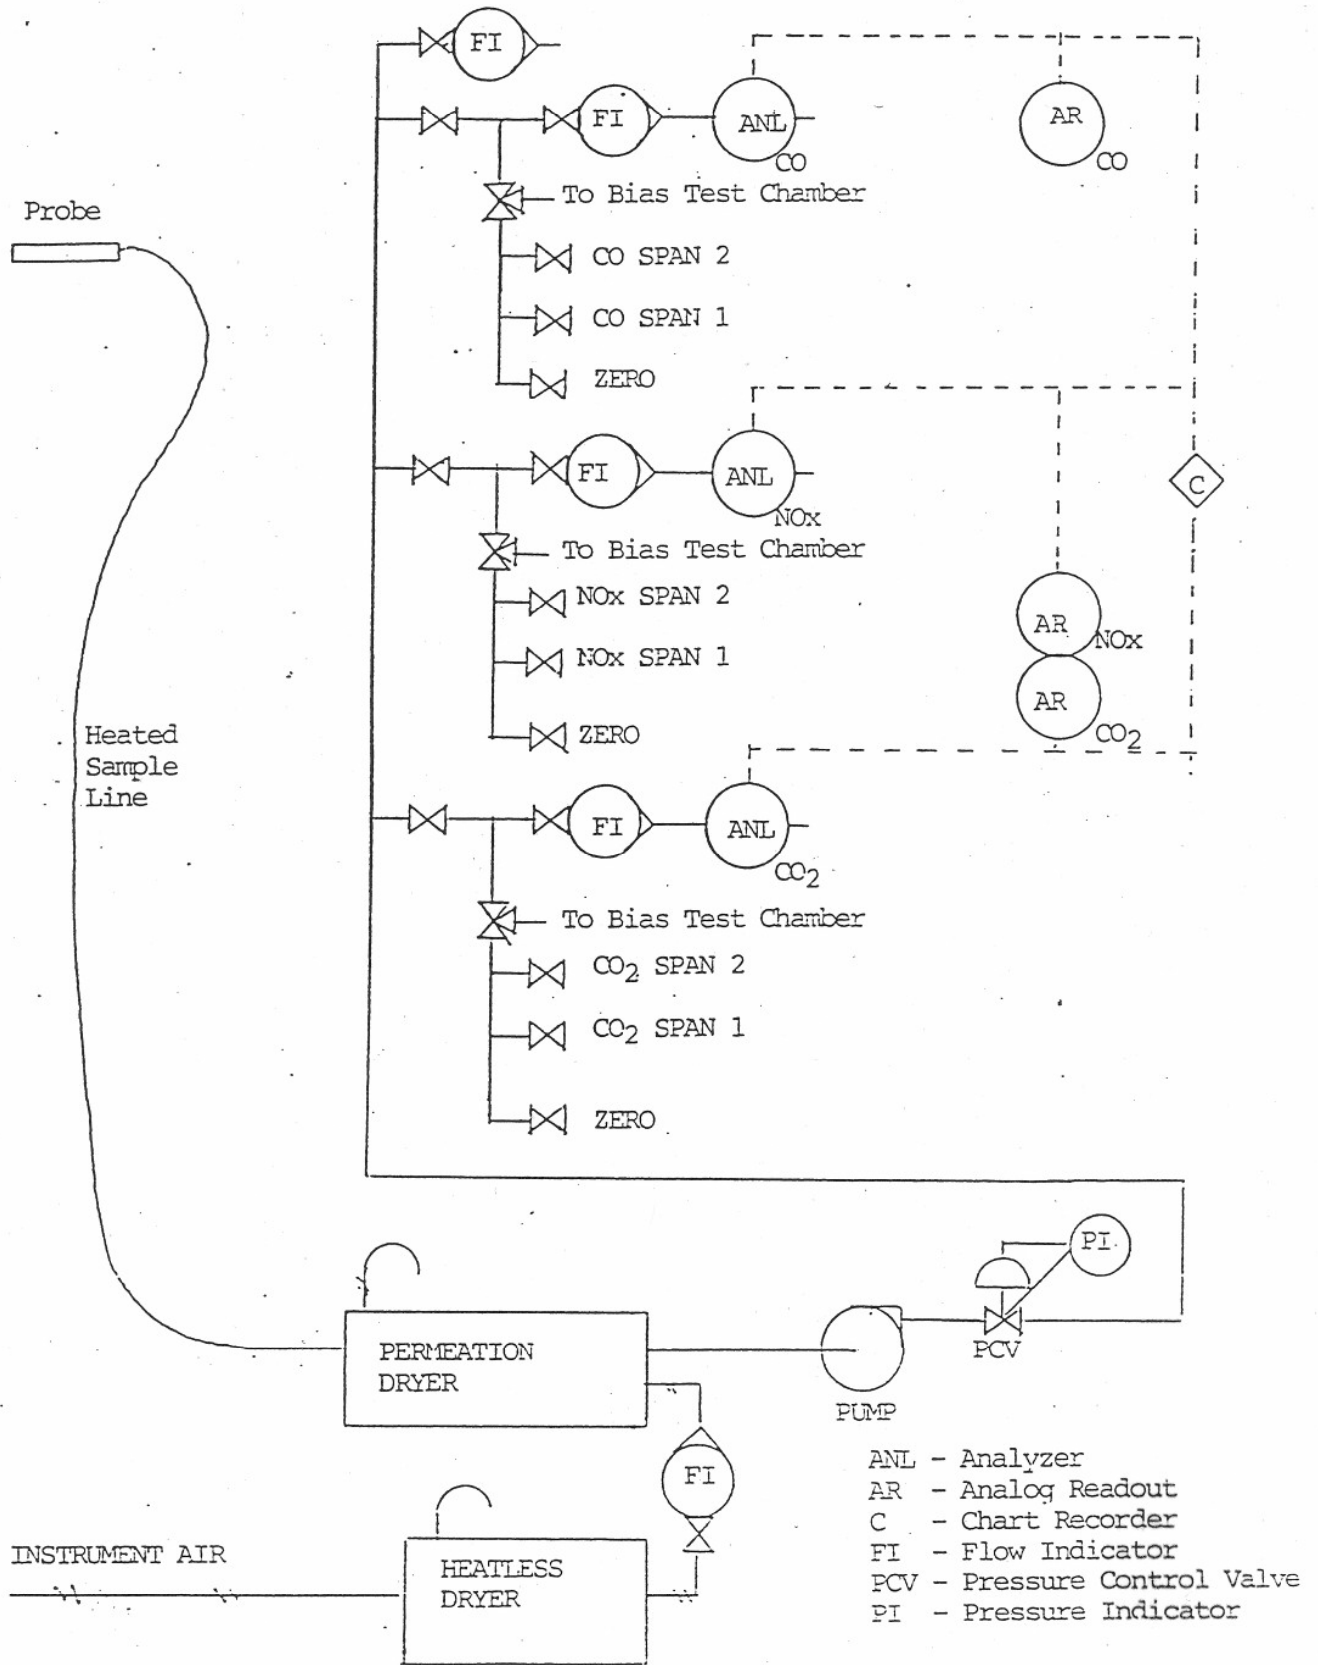 FI
FI
ANL
CO
AR
CO
To Bias Test Chamber
Probe
CO SPAN 2
CO SPAN 1
ZERO
FI
ANL
NOx
C
To Bias Test Chamber
NOx SPAN 2
NOx SPAN 1
AR
NOx
AR
CO2
ZERO
Heated
Sample
Line
FI
ANL
CO2
To Bias Test Chamber
CO2 SPAN 2
CO2 SPAN 1
ZERO
PI
PCV
PERMEATION
DRYER
PUMP
FI
INSTRUMENT AIR
HEATLESS
DRYER
ANL - Analyzer
AR - Analog Readout
C - Chart Recorder
FI - Flow Indicator
PCV - Pressure Control Valve
PI - Pressure Indicator